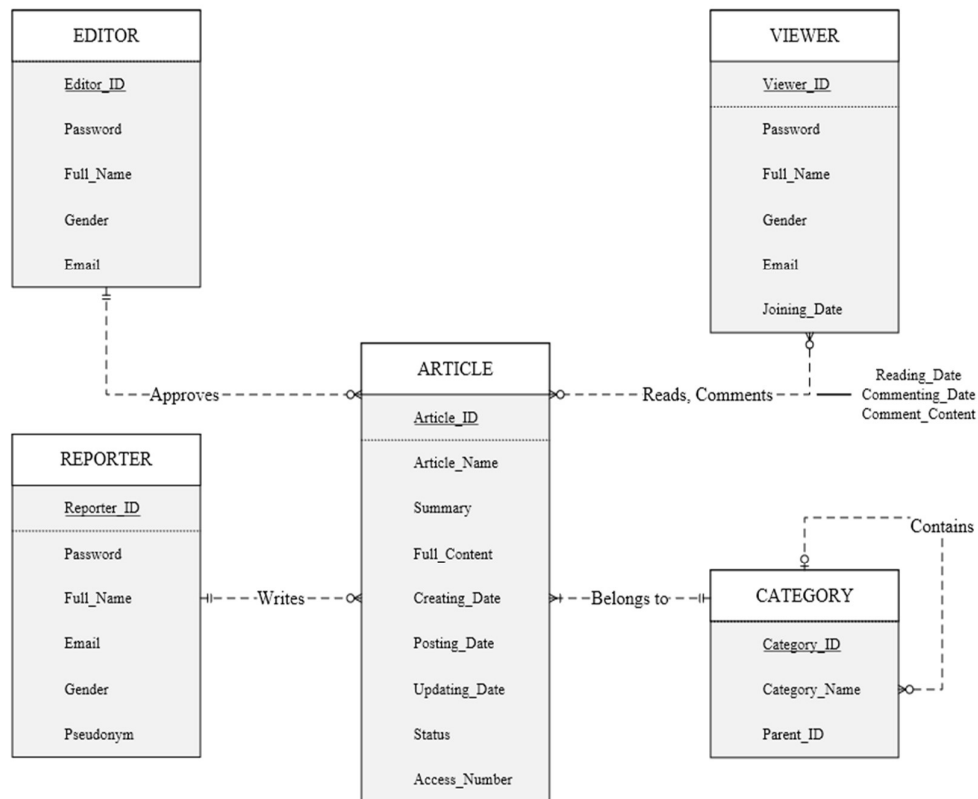 EDITOR
Editor_ID
Password
Full_Name
Gender
Email
VIEWER
Viewer_ID
Password
Full_Name
Gender
Email
Joining_Date
Approves
ARTICLE
Article_ID
Article_Name
Summary
Full_Content
Creating_Date
Posting_Date
Updating_Date
Status
Access_Number
Reads, Comments
Reading_Date
Commenting_Date
Comment_Content
REPORTER
Reporter_ID
Password
Full_Name
Email
Gender
Pseudonym
Writes
Belongs to
Contains
CATEGORY
Category_ID
Category_Name
Parent_ID